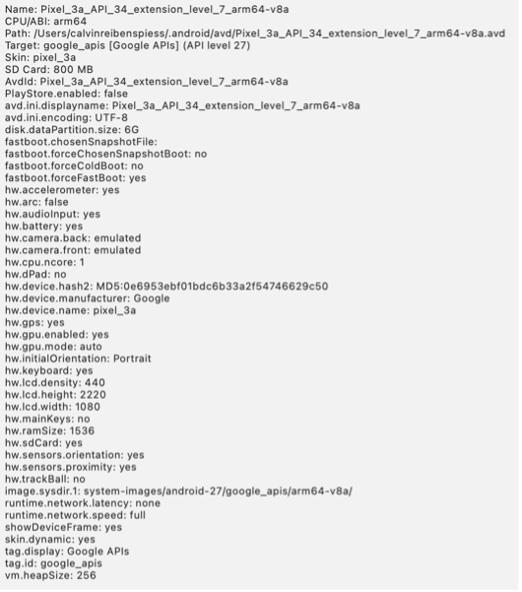 Name: Pixel_3a_API_34_extension_level_7_arm64-v8a
CPU/ABI: arm64
Path: /Users/calvinreibenspiess/.android/avd/Pixel_3a_API_34_extension_level_7_arm64-v8a.avd
Target: google_apis [Google APIs] (API level 27)
Skin: pixel_3a
SD Card: 800 MB
AvdId: Pixel_3a_API_34_extension_level_7_arm64-v8a
PlayStore.enabled: false
avd.ini.displayname: Pixel_3a_API_34_extension_level_7_arm64-v8a
avd.ini.encoding: UTF-8
disk.dataPartition.size: 6G
fastboot.chosenSnapshotFile:
fastboot.forceChosenSnapshotBoot: no
fastboot.forceColdBoot: no
fastboot.forceFastBoot: yes
hw.accelerometer: yes
hw.arc: false
hw.audioInput: yes
hw.battery: yes
hw.camera.back: emulated
hw.camera.front: emulated
hw.cpu.ncore: 1
hw.dPad: no
hw.device.hash2: MD5:0e6953ebf01bdc6b33a2f54746629c50
hw.device.manufacturer: Google
hw.device.name: pixel_3a
hw.gps: yes
hw.gpu.enabled: yes
hw.gpu.mode: auto
hw.initialOrientation: Portrait
hw.keyboard: yes
hw.lcd.density: 440
hw.lcd.height: 2220
hw.lcd.width: 1080
hw.mainKeys: no
hw.ramSize: 1536
hw.sdCard: yes
hw.sensors.orientation: yes
hw.sensors.proximity: yes
hw.trackBall: no
image.sysdir.1: system-images/android-27/google_apis/arm64-v8a/
runtime.network.latency: none
runtime.network.speed: full
showDeviceFrame: yes
skin.dynamic: yes
tag.display: Google APIs
tag.id: google_apis
vm.heapSize: 256